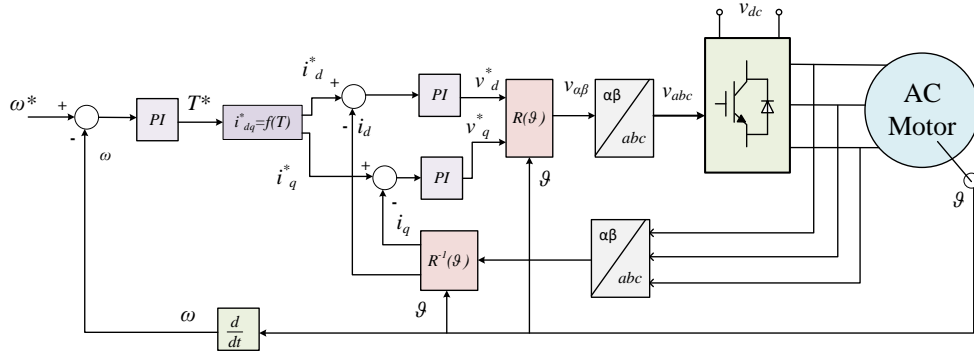 v_dc
i*_d
+
-
i_d
PI
v*_d
R(ϑ)
v_αβ
αβ
abc
v_abc
AC
Motor
ω*
+
-
ω
PI
T*
i*_dq=f(T)
i*_q
+
-
i_q
PI
v*_q
ϑ
ϑ
R⁻¹(ϑ)
αβ
abc
ϑ
ω
d
dt